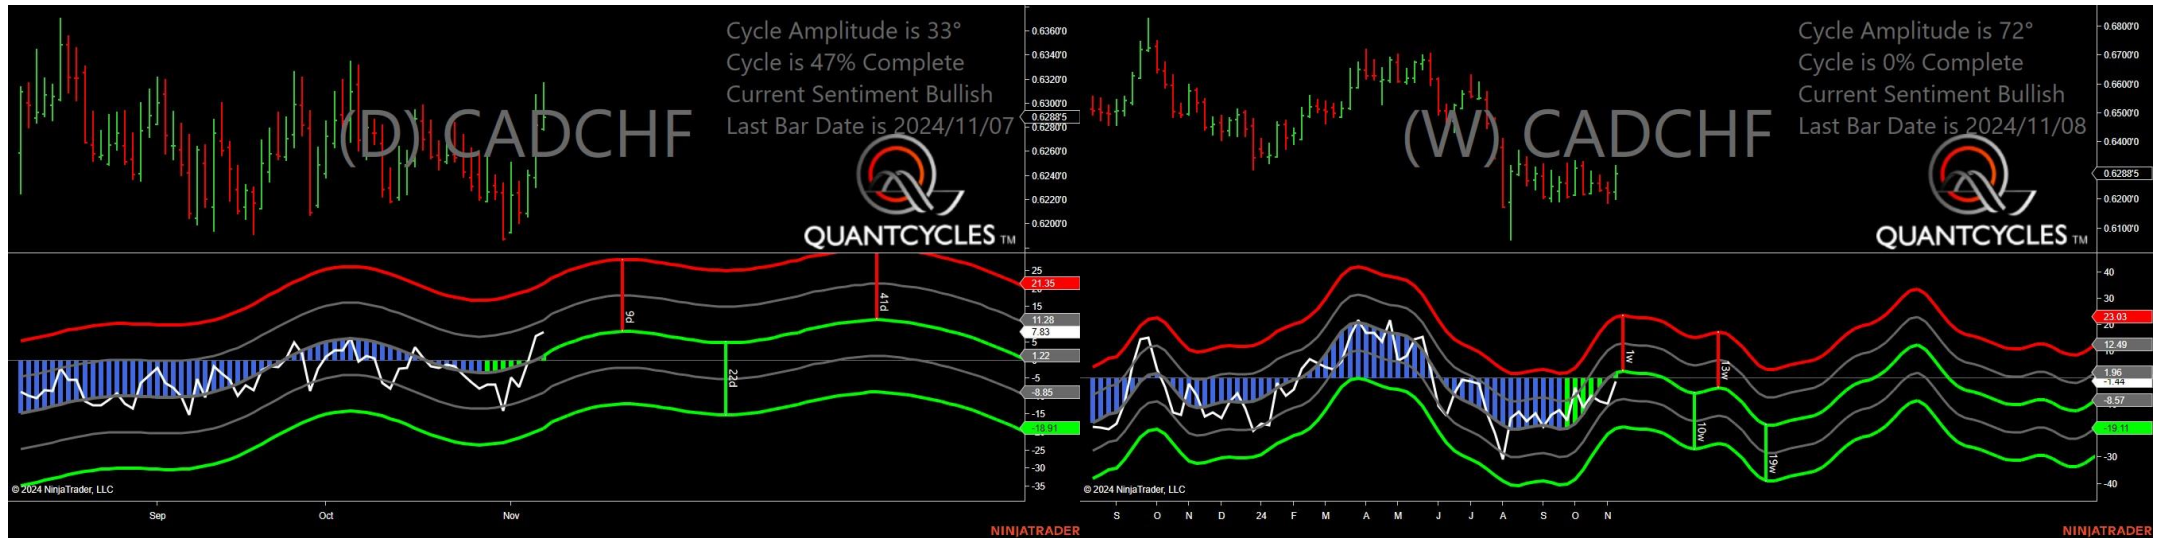 Cycle Amplitude is 33°
Cycle is 47% Complete
Current Sentiment Bullish
Last Bar Date is 2024/11/07
(D) CADCHF
QUANTCYCLES TM
0.6360'0
0.6340'0
0.6320'0
0.6300'0
0.6288'5
0.6280'0
0.6260'0
0.6240'0
0.6220'0
0.6200'0
25
21.35
15
11.28
7.83
5
1.22
-5
-8.85
-15
-18.91
-25
-30
-35
9d
22d
41d
© 2024 NinjaTrader, LLC
Sep Oct Nov
NINJATRADER
Cycle Amplitude is 72°
Cycle is 0% Complete
Current Sentiment Bullish
Last Bar Date is 2024/11/08
(W) CADCHF
QUANTCYCLES TM
0.6800'0
0.6700'0
0.6600'0
0.6500'0
0.6400'0
0.6288'5
0.6200'0
0.6100'0
40
30
23.03
20
12.49
10
1.96
-1.44
-8.57
-19.11
-30
-40
1w
10w
13w
19w
© 2024 NinjaTrader, LLC
S O N D 24 F M A M J J A S O N
NINJATRADER